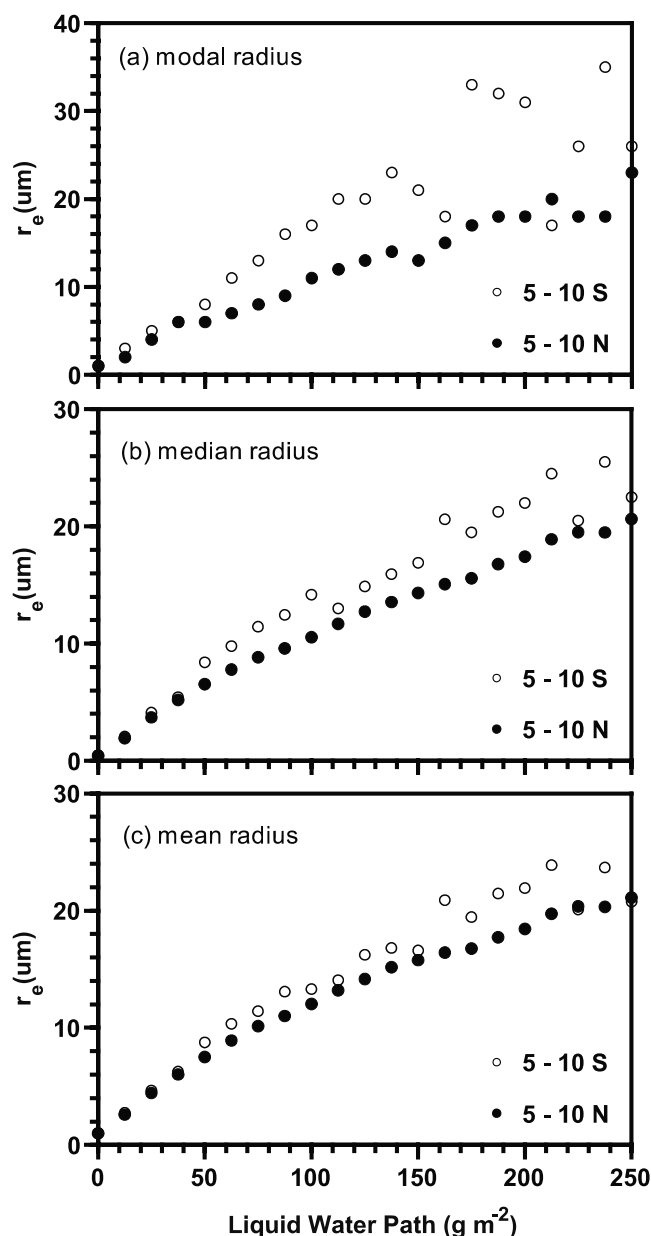 40
(a) modal radius
30
r_e(um)
20
10
5 - 10 S
5 - 10 N
0
30
(b) median radius
20
r_e(um)
10
5 - 10 S
5 - 10 N
0
30
(c) mean radius
20
r_e(um)
10
5 - 10 S
5 - 10 N
0
0 50 100 150 200 250
Liquid Water Path (g m⁻²)